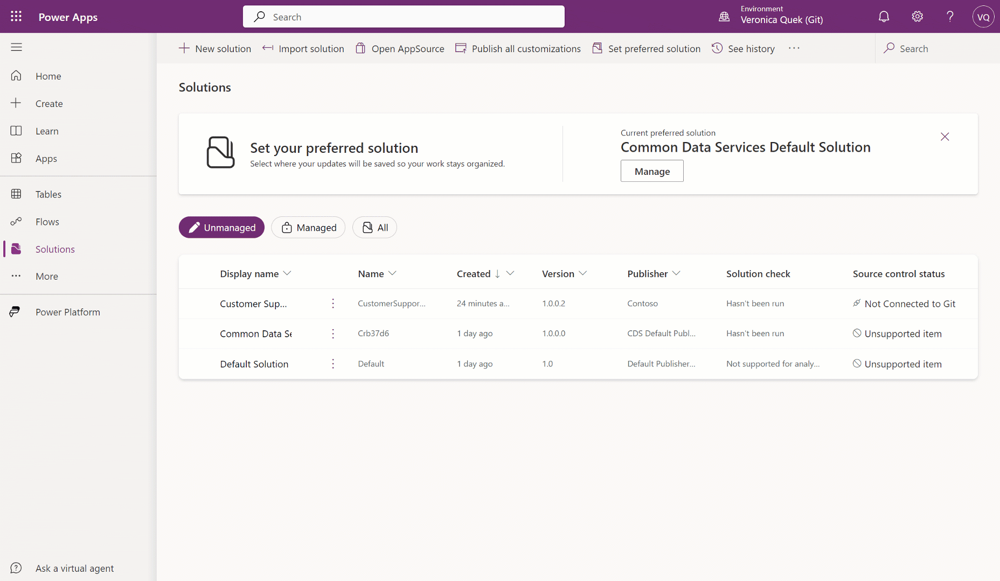 Power Apps
Search
Environment
Veronica Quek (Git)
VQ
New solution
Import solution
Open AppSource
Publish all customizations
Set preferred solution
See history
Search
Home
Create
Learn
Apps
Tables
Flows
Solutions
More
Power Platform
Ask a virtual agent
Solutions
Set your preferred solution
Select where your updates will be saved so your work stays organized.
Current preferred solution
Common Data Services Default Solution
Manage
Unmanaged
Managed
All
Display name Name Created Version Publisher Solution check Source control status
Customer Sup... CustomerSuppor... 24 minutes a... 1.0.0.2 Contoso Hasn't been run Not Connected to Git
Common Data Se Crb37d6 1 day ago 1.0.0.0 CDS Default Publ... Hasn't been run Unsupported item
Default Solution Default 1 day ago 1.0 Default Publisher... Not supported for analy... Unsupported item